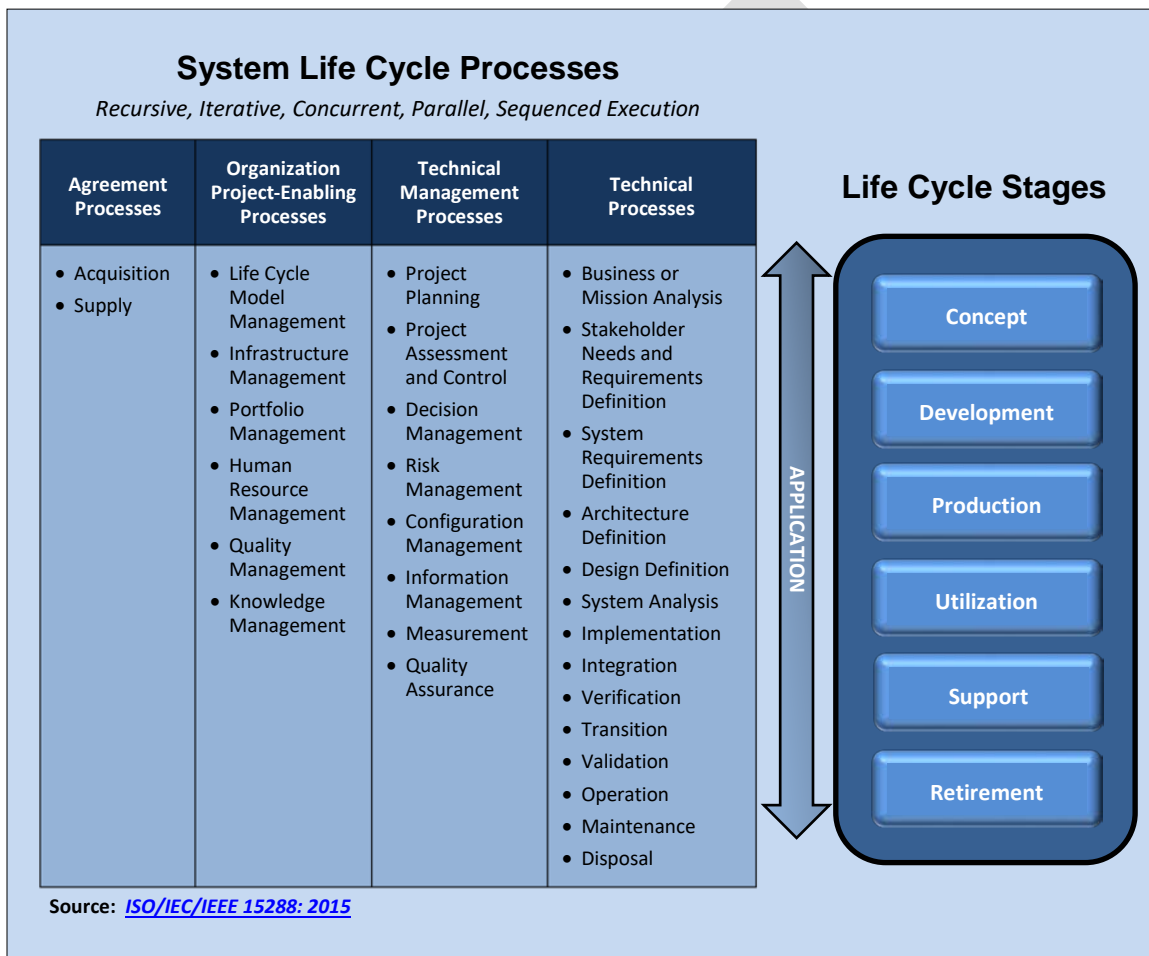 System Life Cycle Processes
Recursive, Iterative, Concurrent, Parallel, Sequenced Execution
Agreement
Processes
Organization
Project-Enabling
Processes
Technical
Management
Processes
Technical
Processes
• Acquisition
• Supply
• Life Cycle
Model
Management
• Infrastructure
Management
• Portfolio
Management
• Human
Resource
Management
• Quality
Management
• Knowledge
Management
• Project
Planning
• Project
Assessment
and Control
• Decision
Management
• Risk
Management
• Configuration
Management
• Information
Management
• Measurement
• Quality
Assurance
• Business or
Mission Analysis
• Stakeholder
Needs and
Requirements
Definition
• System
Requirements
Definition
• Architecture
Definition
• Design Definition
• System Analysis
• Implementation
• Integration
• Verification
• Transition
• Validation
• Operation
• Maintenance
• Disposal
APPLICATION
Life Cycle Stages
Concept
Development
Production
Utilization
Support
Retirement
Source: ISO/IEC/IEEE 15288: 2015